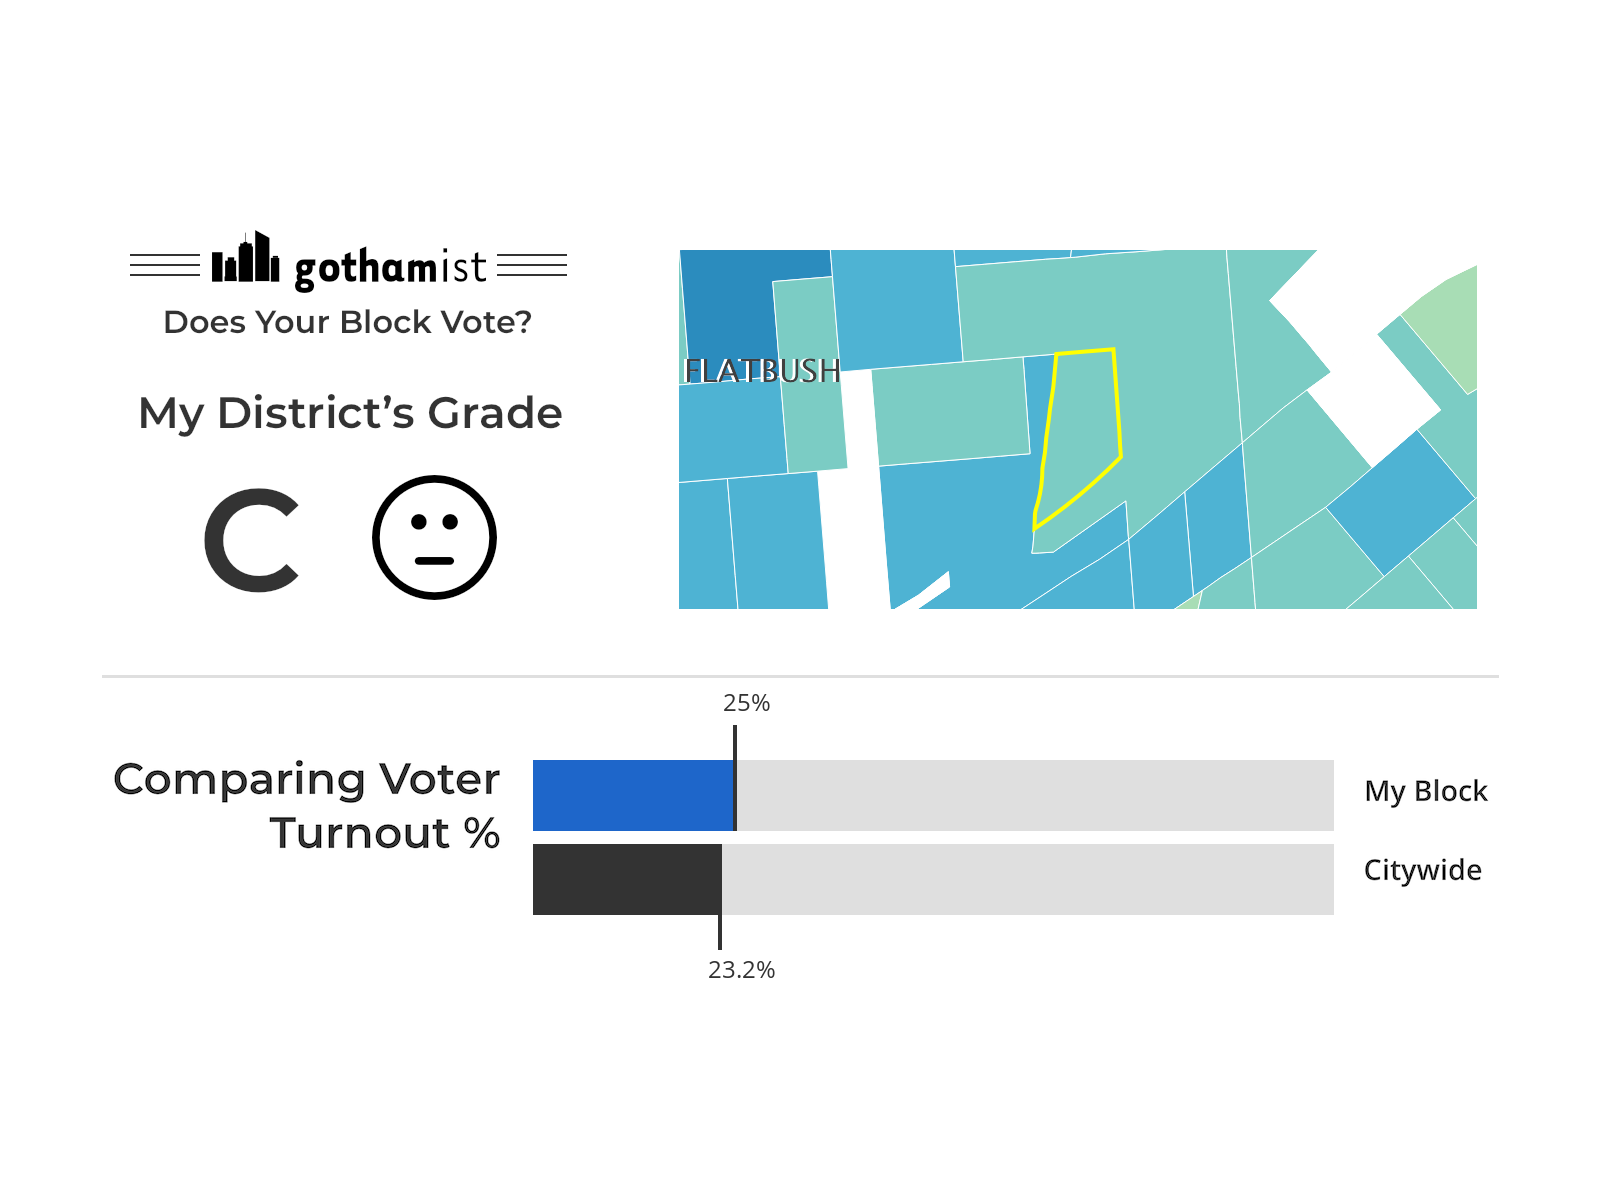 gothamist
Does Your Block Vote?
My District’s Grade
C
FLATBUSH
25%
Comparing Voter
Turnout %
My Block
Citywide
23.2%